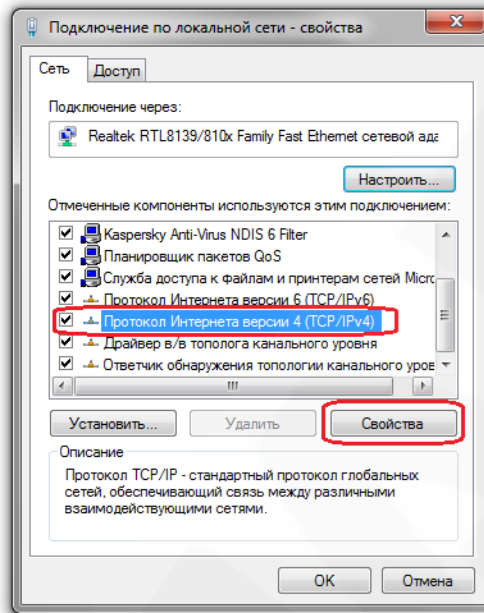 Подключение по локальной сети - свойства
Сеть
Доступ
Подключение через:
Realtek RTL8139/810x Family Fast Ethernet сетевой ада
Настроить...
Отмеченные компоненты используются этим подключением:
Kaspersky Anti-Virus NDIS 6 Filter
Планировщик пакетов QoS
Служба доступа к файлам и принтерам сетей Micro
Протокол Интернета версии 6 (TCP/IPv6)
Протокол Интернета версии 4 (TCP/IPv4)
Драйвер в/в тополога канального уровня
Ответчик обнаружения топологии канального уров
Установить...
Удалить
Свойства
Описание
Протокол TCP/IP - стандартный протокол глобальных
сетей, обеспечивающий связь между различными
взаимодействующими сетями.
OK
Отмена